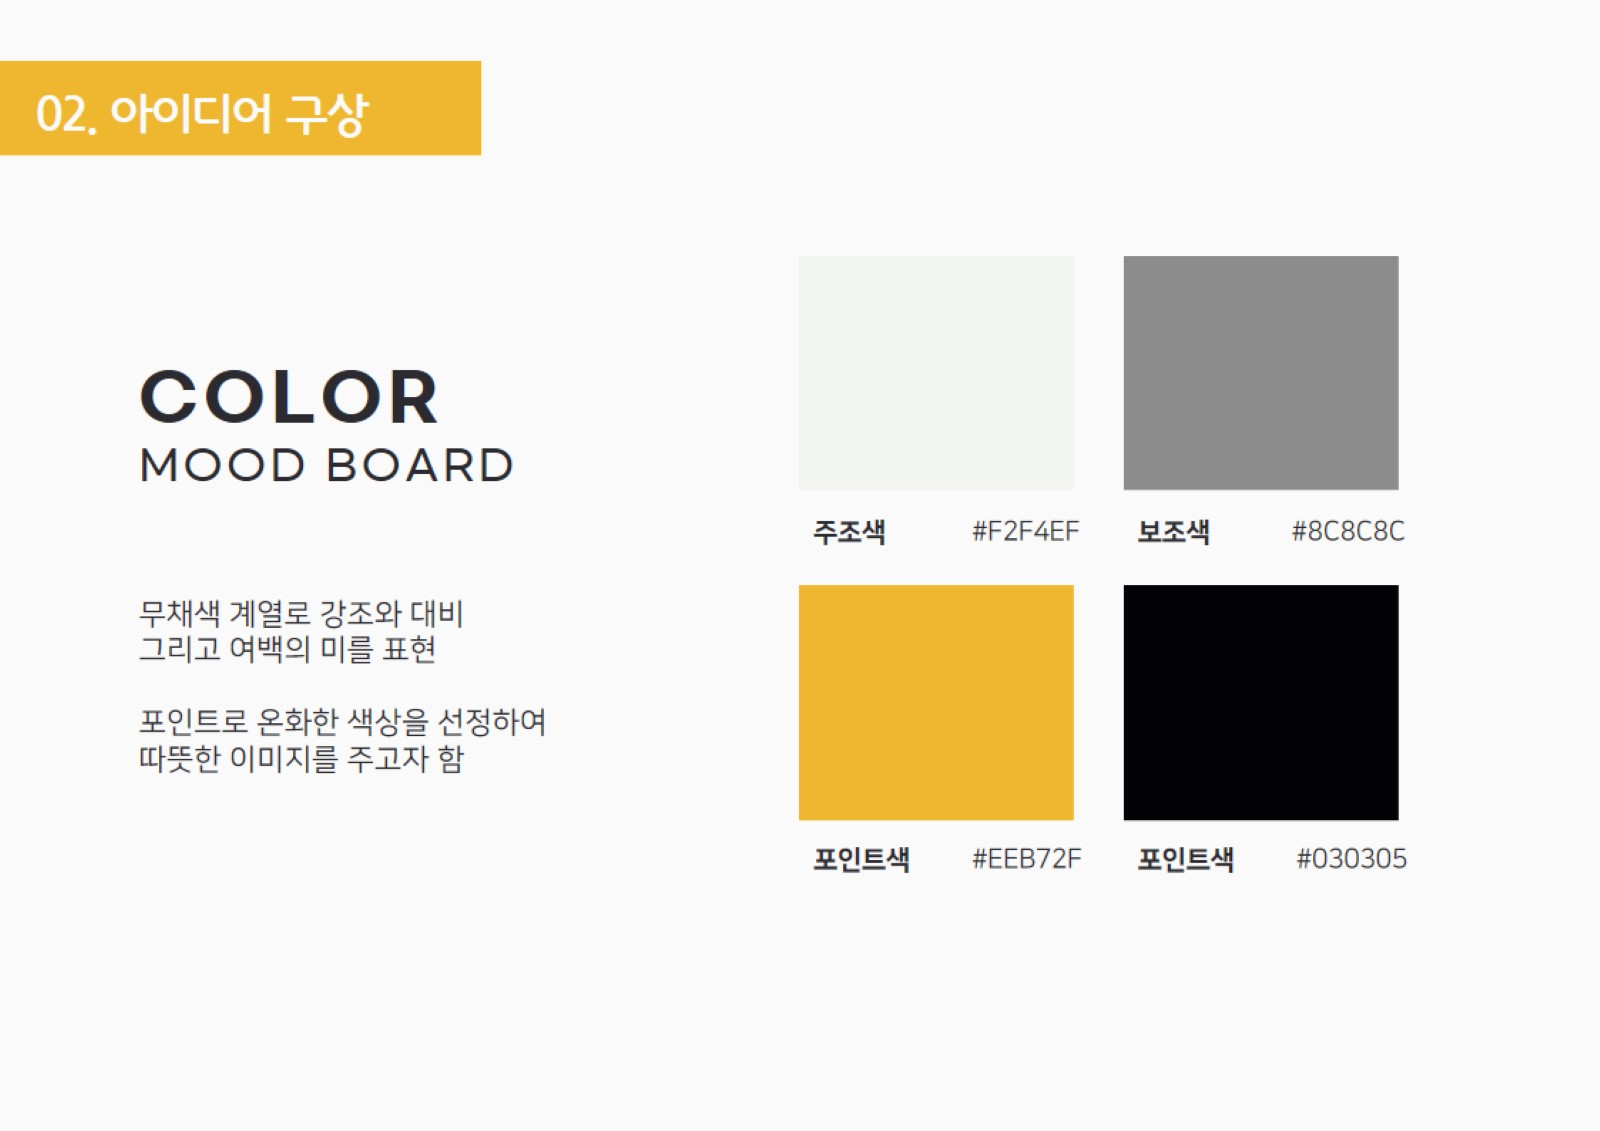 02. 아이디어 구상
COLOR
MOOD BOARD
무채색 계열로 강조와 대비
그리고 여백의 미를 표현
포인트로 온화한 색상을 선정하여
따뜻한 이미지를 주고자 함
주조색 #F2F4EF
보조색 #8C8C8C
포인트색 #EEB72F
포인트색 #030305